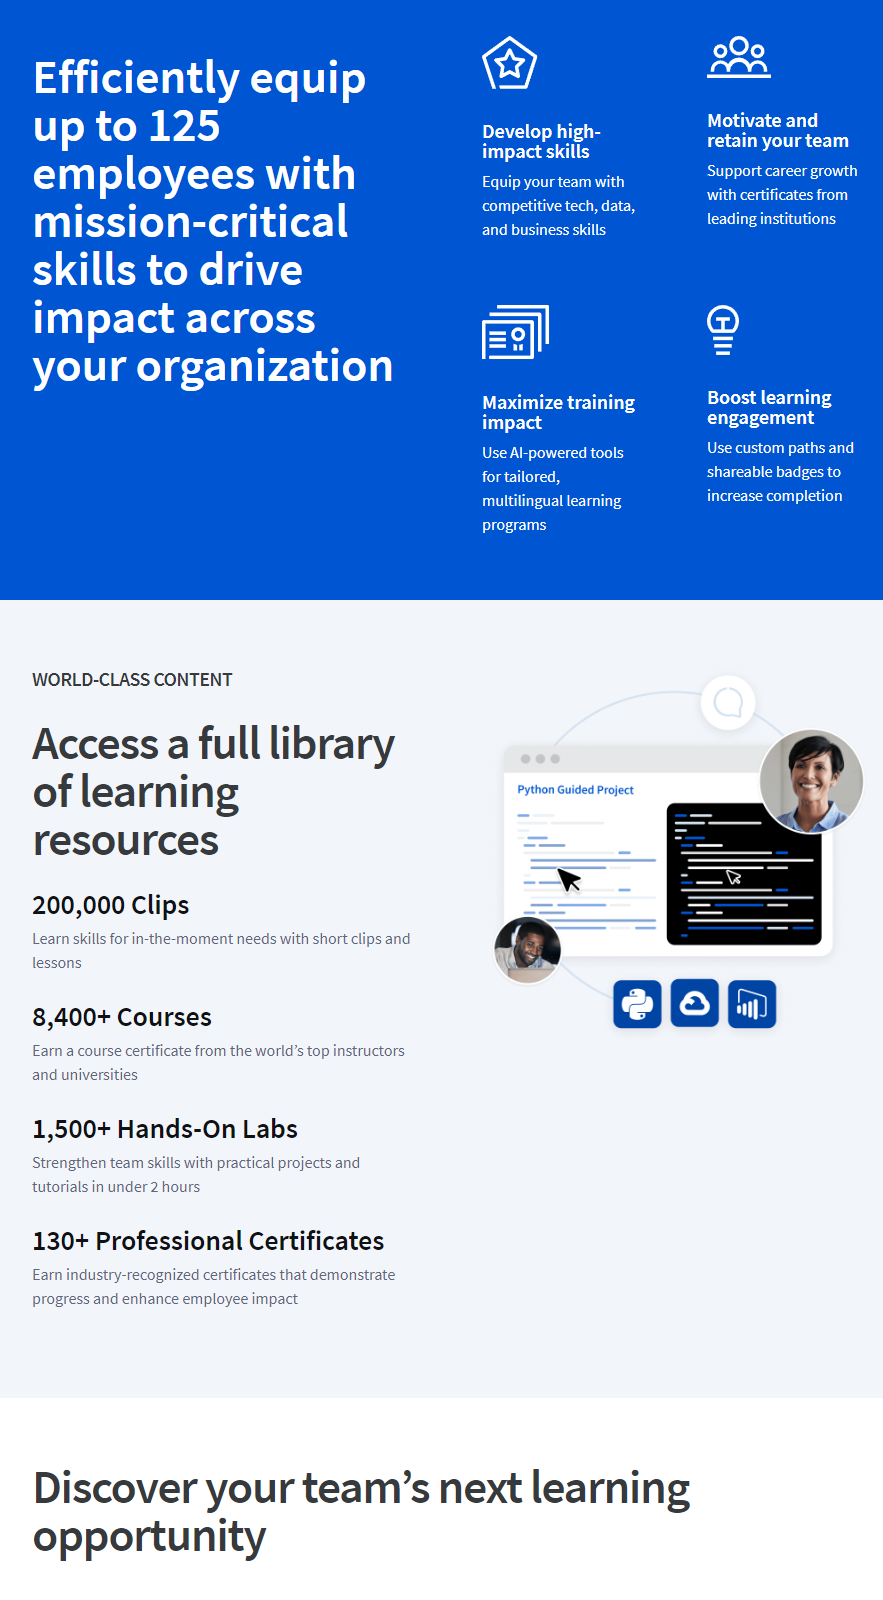 Efficiently equip
up to 125
employees with
mission-critical
skills to drive
impact across
your organization
Develop high-
impact skills
Equip your team with
competitive tech, data,
and business skills
Motivate and
retain your team
Support career growth
with certificates from
leading institutions
Maximize training
impact
Use AI-powered tools
for tailored,
multilingual learning
programs
Boost learning
engagement
Use custom paths and
shareable badges to
increase completion
WORLD-CLASS CONTENT
Access a full library
of learning
resources
200,000 Clips
Learn skills for in-the-moment needs with short clips and
lessons
8,400+ Courses
Earn a course certificate from the world’s top instructors
and universities
1,500+ Hands-On Labs
Strengthen team skills with practical projects and
tutorials in under 2 hours
130+ Professional Certificates
Earn industry-recognized certificates that demonstrate
progress and enhance employee impact
Python Guided Project
Discover your team’s next learning
opportunity